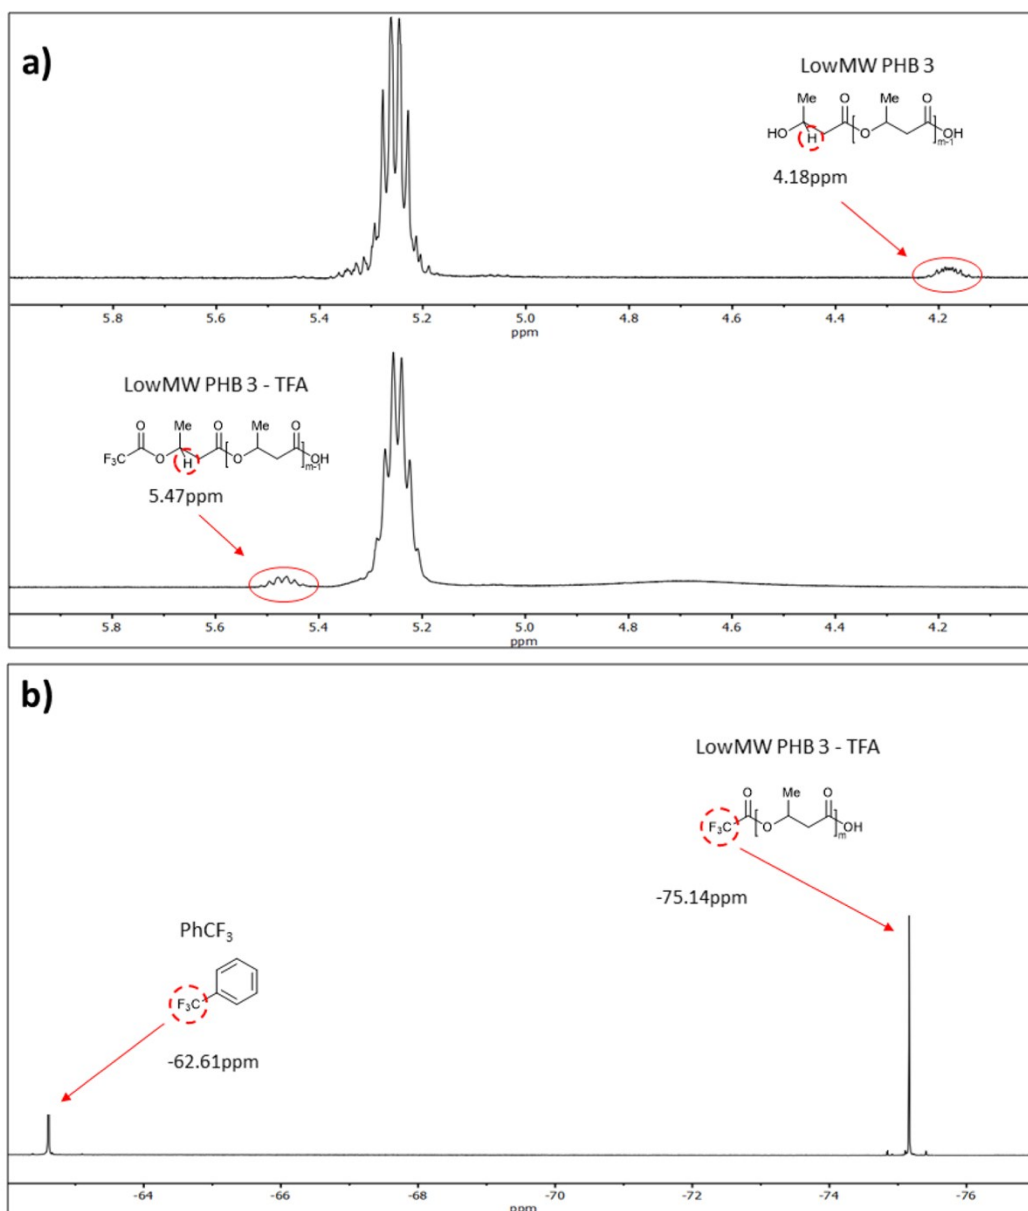 a)
LowMW PHB 3
Me O Me O
HO H O OH
m-1
4.18ppm
5.8 5.6 5.4 5.2 5.0 4.8 4.6 4.4 4.2
ppm
LowMW PHB 3 - TFA
O Me O Me O
F3C O H O OH
m-1
5.47ppm
5.8 5.6 5.4 5.2 5.0 4.8 4.6 4.4 4.2
ppm
b)
LowMW PHB 3 - TFA
O Me O
F3C O OH
m
-75.14ppm
PhCF3
F3C
-62.61ppm
-64 -66 -68 -70 -72 -74 -76
ppm